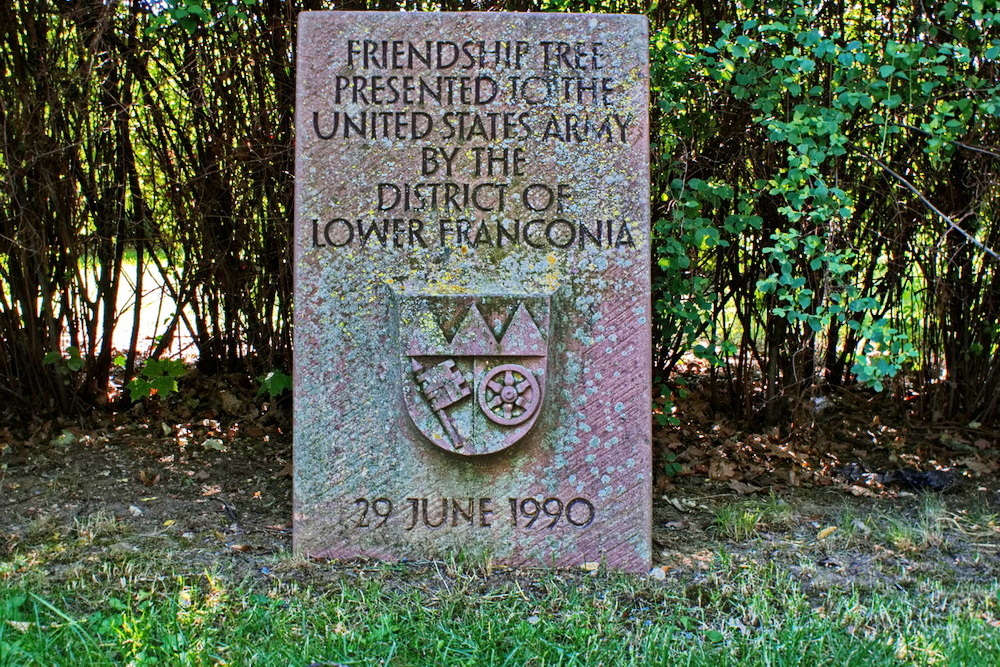 FRIENDSHIP TREE
PRESENTED TO THE
UNITED STATES ARMY
BY THE
DISTRICT OF
LOWER FRANCONIA
29 JUNE 1990